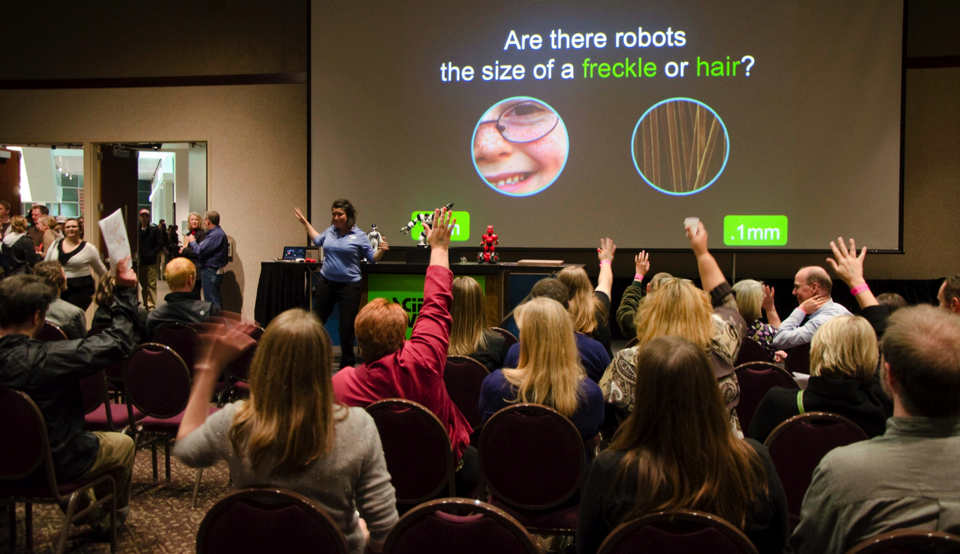 Are there robots
the size of a freckle or hair?
.1mm